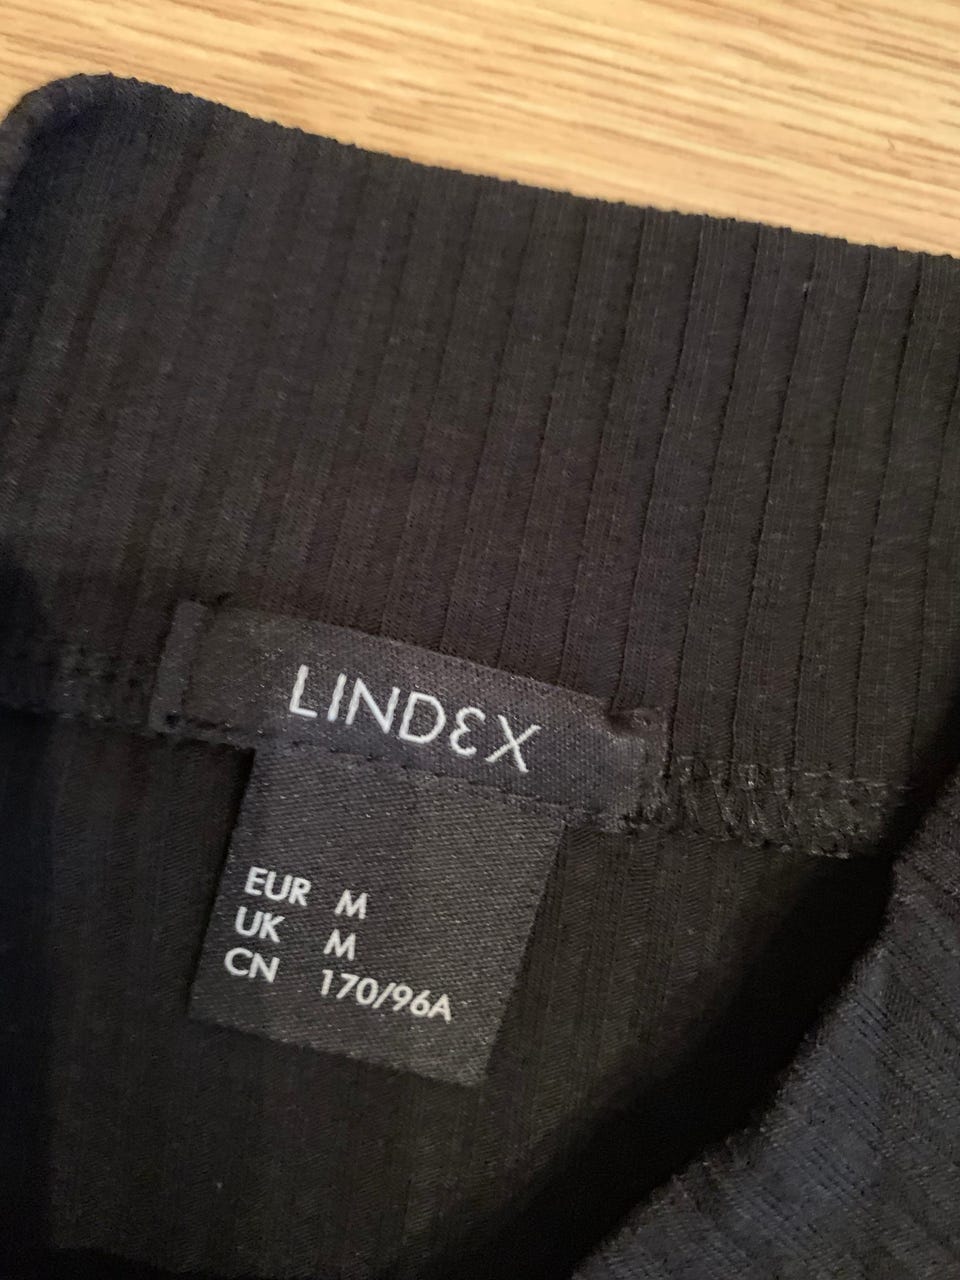 LINDEX
EUR M
UK M
CN 170/96A